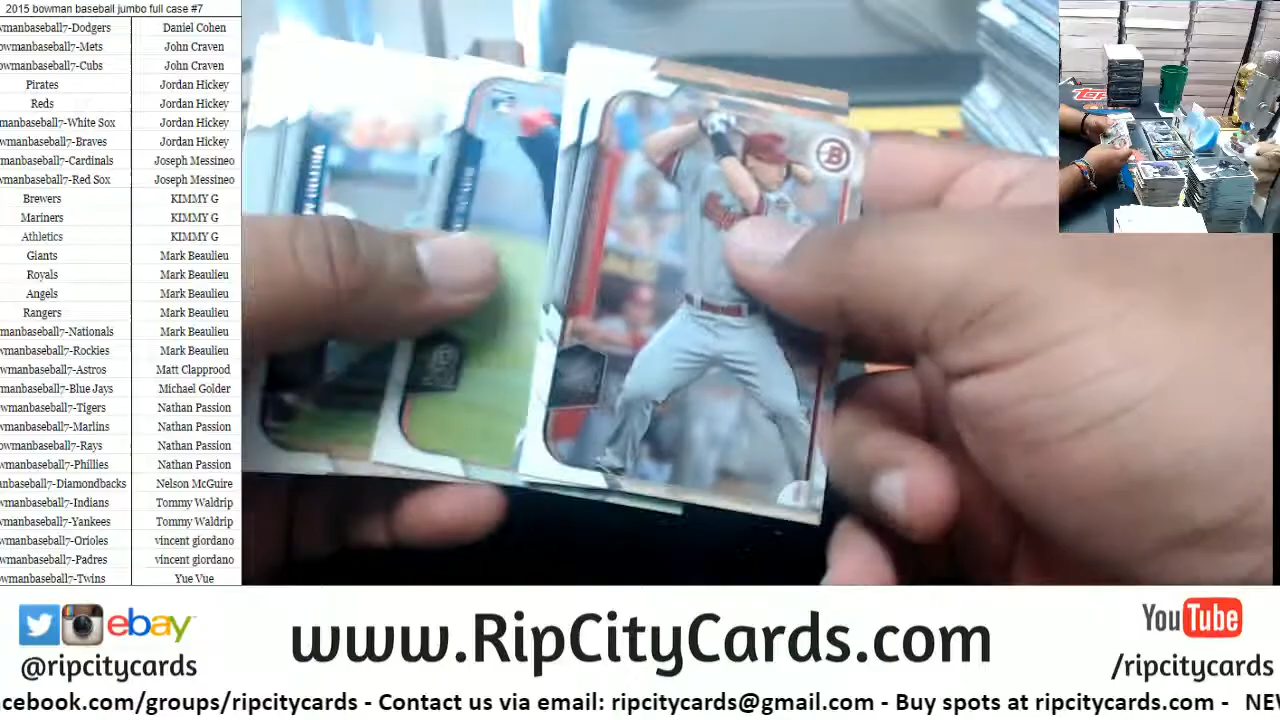 2015 bowman baseball jumbo full case #7
wmanbaseball7-Dodgers Daniel Cohen
owmanbaseball7-Mets John Craven
owmanbaseball7-Cubs John Craven
Pirates Jordan Hickey
Reds Jordan Hickey
wmanbaseball7-White Sox Jordan Hickey
wmanbaseball7-Braves Jordan Hickey
manbaseball7-Cardinals Joseph Messineo
wmanbaseball7-Red Sox Joseph Messineo
Brewers KIMMY G
Mariners KIMMY G
Athletics KIMMY G
Giants Mark Beaulieu
Royals Mark Beaulieu
Angels Mark Beaulieu
Rangers Mark Beaulieu
manbaseball7-Nationals Mark Beaulieu
wmanbaseball7-Rockies Mark Beaulieu
wmanbaseball7-Astros Matt Clapprood
wmanbaseball7-Blue Jays Michael Golder
wmanbaseball7-Tigers Nathan Passion
wmanbaseball7-Marlins Nathan Passion
owmanbaseball7-Rays Nathan Passion
wmanbaseball7-Phillies Nathan Passion
anbaseball7-Diamondbacks Nelson McGuire
wmanbaseball7-Indians Tommy Waldrip
wmanbaseball7-Yankees Tommy Waldrip
wmanbaseball7-Orioles vincent giordano
wmanbaseball7-Padres vincent giordano
wmanbaseball7-Twins Yue Vue
B
ebay
@ripcitycards
www.RipCityCards.com
YouTube
/ripcitycards
acebook.com/groups/ripcitycards - Contact us via email: ripcitycards@gmail.com - Buy spots at ripcitycards.com - NE